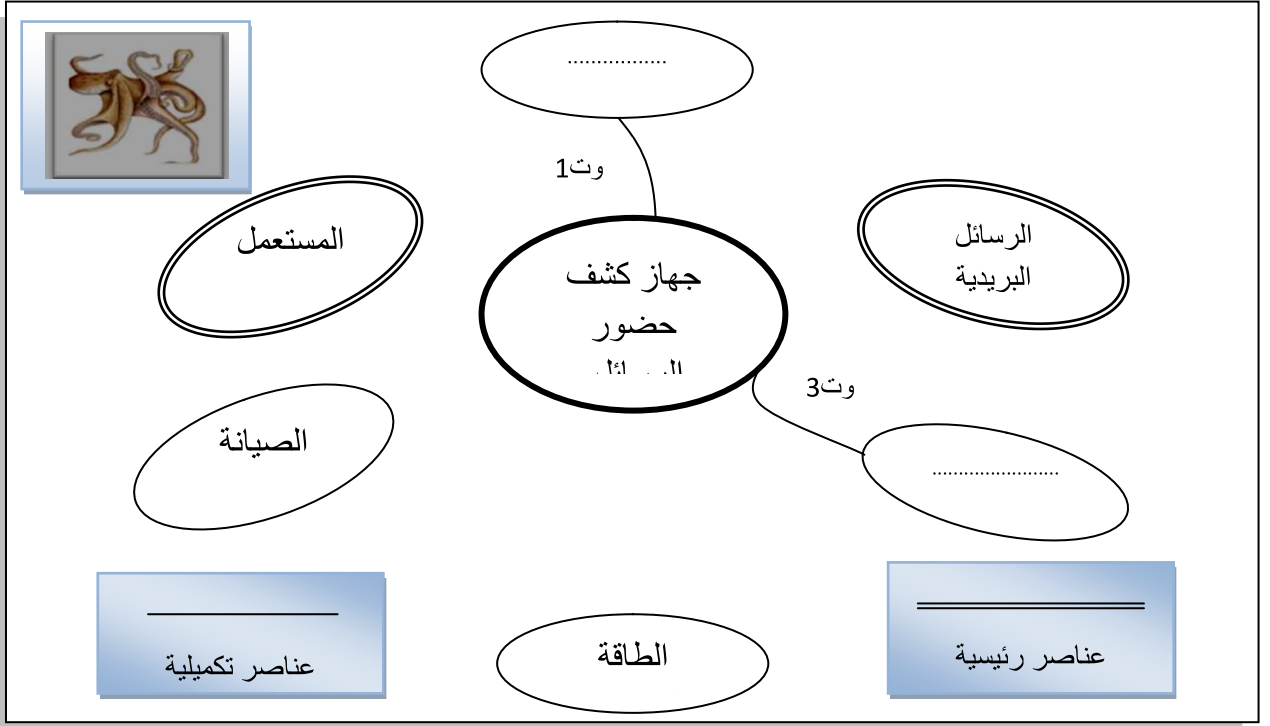 .................
وت1
المستعمل
الرسائل
البريدية
جهاز كشف
حضور
وت3
الصيانة
........................
عناصر تكميلية
الطاقة
عناصر رئيسية